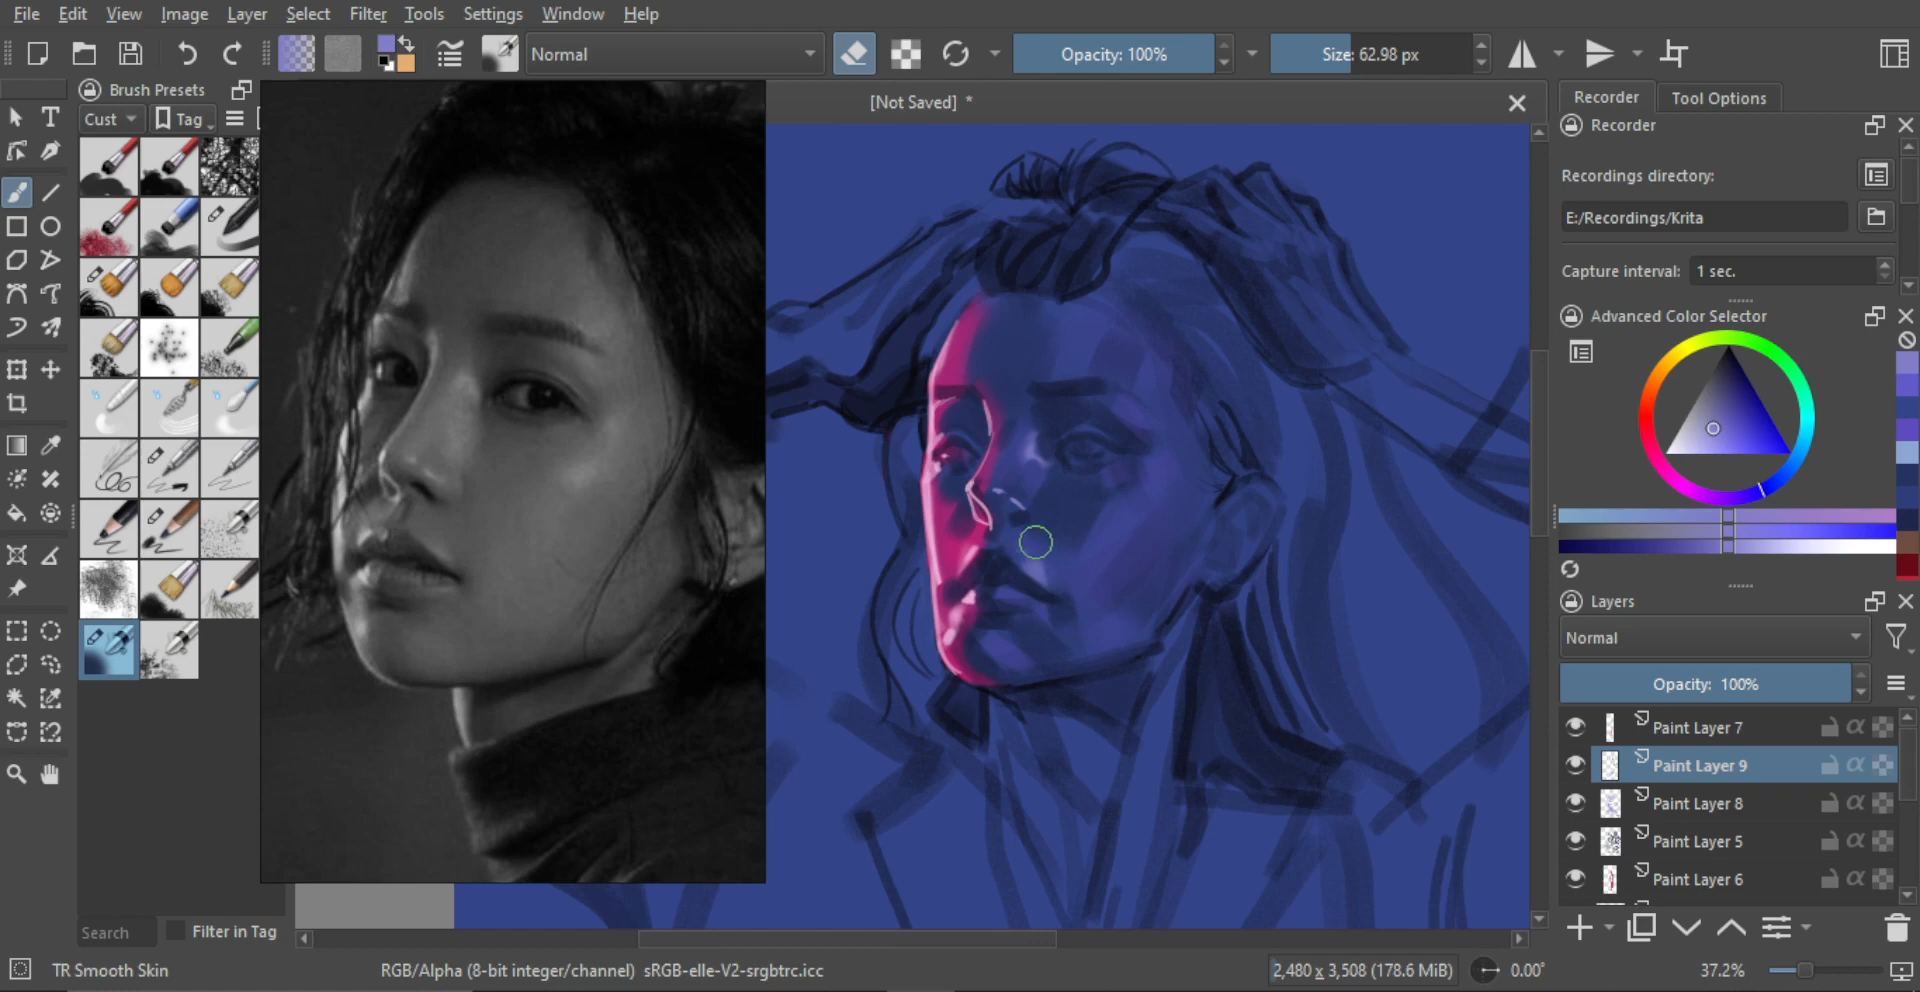 File Edit View Image Layer Select Filter Tools Settings Window Help
Normal
Opacity: 100%
Size: 62.98 px
Brush Presets
Cust
Tag
[Not Saved] *
Recorder
Tool Options
Recorder
Recordings directory:
E:/Recordings/Krita
Capture interval:
1 sec.
Advanced Color Selector
Layers
Normal
Opacity: 100%
Paint Layer 7
Paint Layer 9
Paint Layer 8
Paint Layer 5
Paint Layer 6
Search
Filter in Tag
TR Smooth Skin
RGB/Alpha (8-bit integer/channel) sRGB-elle-V2-srgbtrc.icc
2,480 x 3,508 (178.6 MiB)
0.00°
37.2%